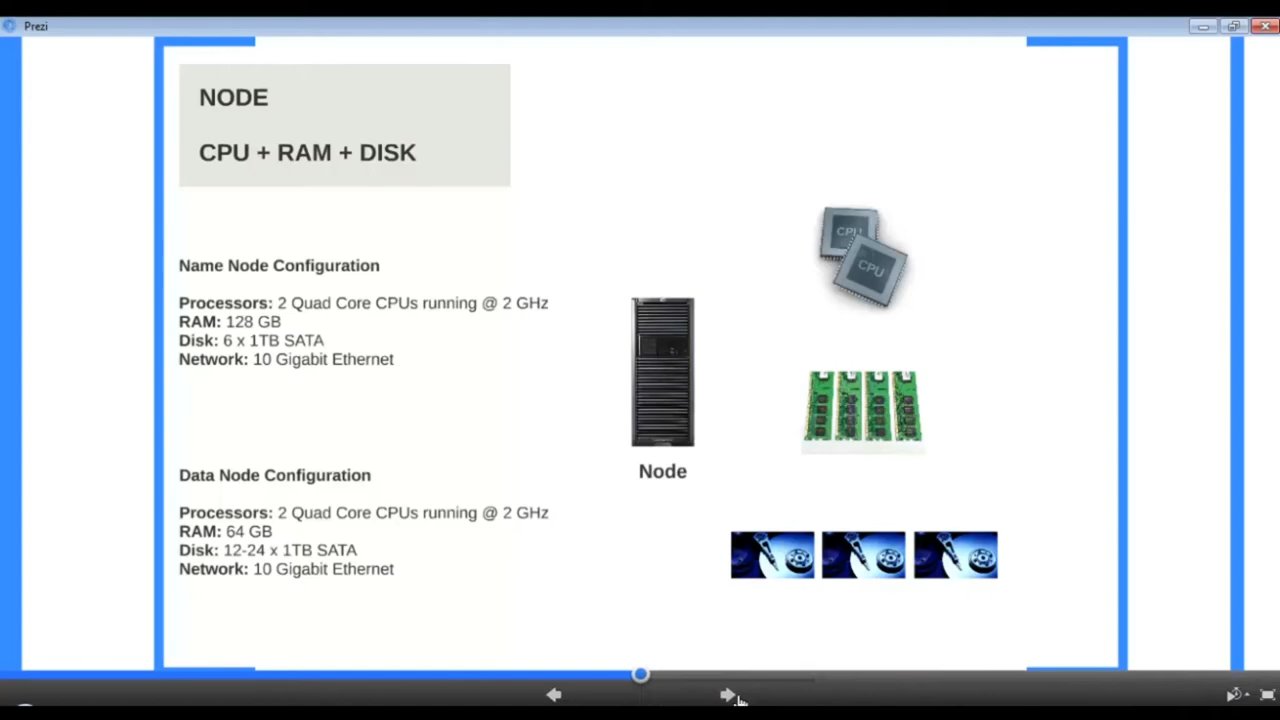 Prezi
NODE
CPU + RAM + DISK
Name Node Configuration
Processors: 2 Quad Core CPUs running @ 2 GHz
RAM: 128 GB
Disk: 6 x 1TB SATA
Network: 10 Gigabit Ethernet
Data Node Configuration
Processors: 2 Quad Core CPUs running @ 2 GHz
RAM: 64 GB
Disk: 12-24 x 1TB SATA
Network: 10 Gigabit Ethernet
Node
CPU
CPU